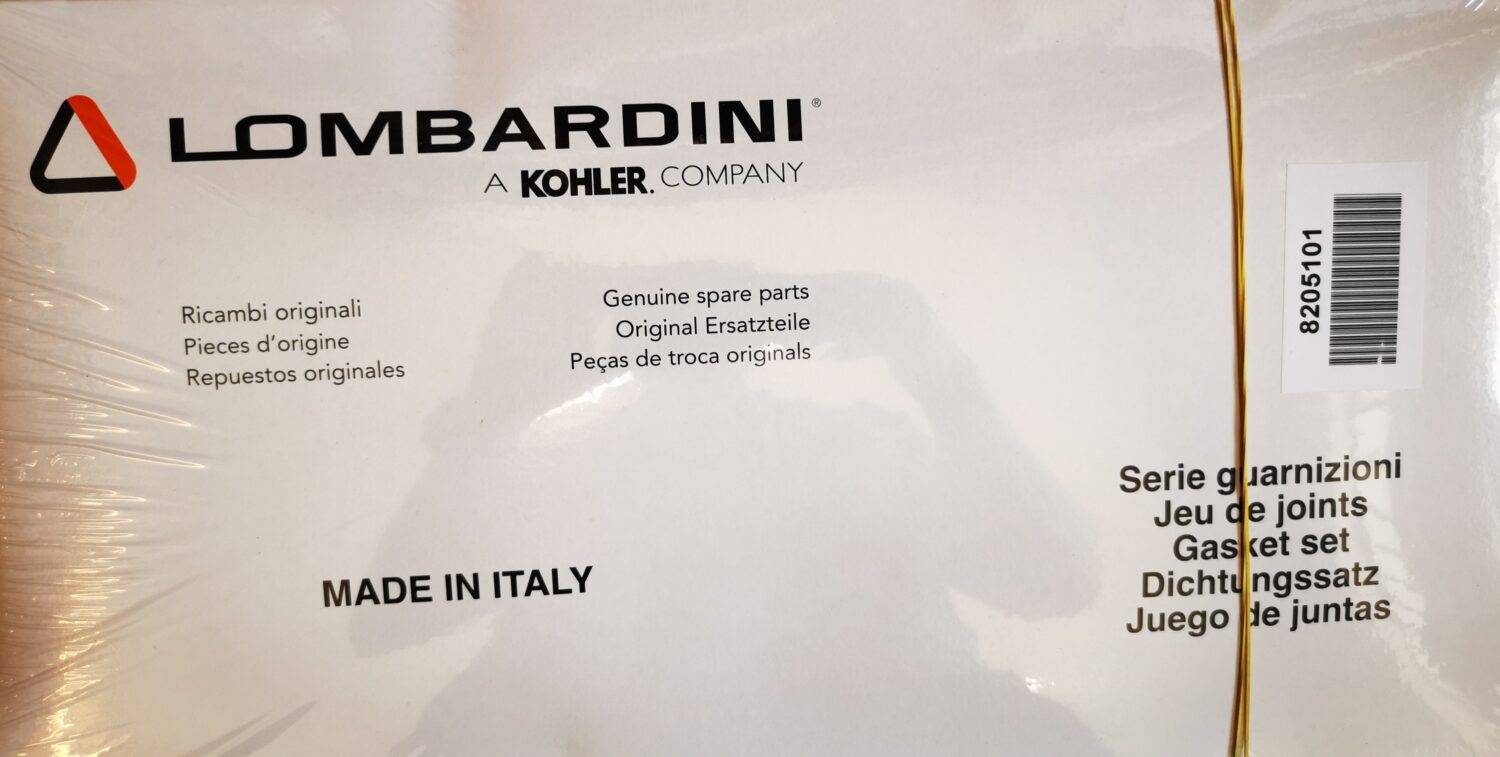 LOMBARDINI®
A KOHLER. COMPANY
Ricambi originali
Pieces d'origine
Repuestos originales
Genuine spare parts
Original Ersatzteile
Peças de troca originals
8205101
MADE IN ITALY
Serie guarnizioni
Jeu de joints
Gasket set
Dichtungssatz
Juego de juntas